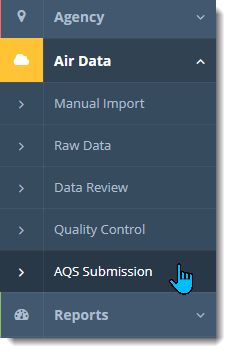 Agency
Air Data
Manual Import
Raw Data
Data Review
Quality Control
AQS Submission
Reports